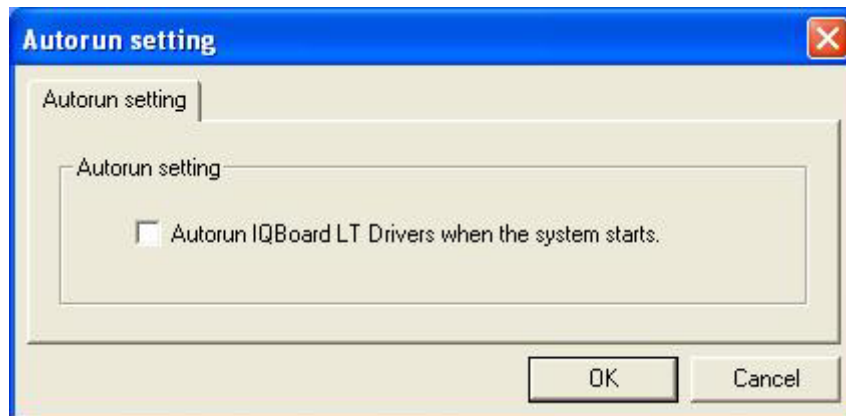 Autorun setting
Autorun setting
Autorun setting
Autorun IQBoard LT Drivers when the system starts.
OK Cancel